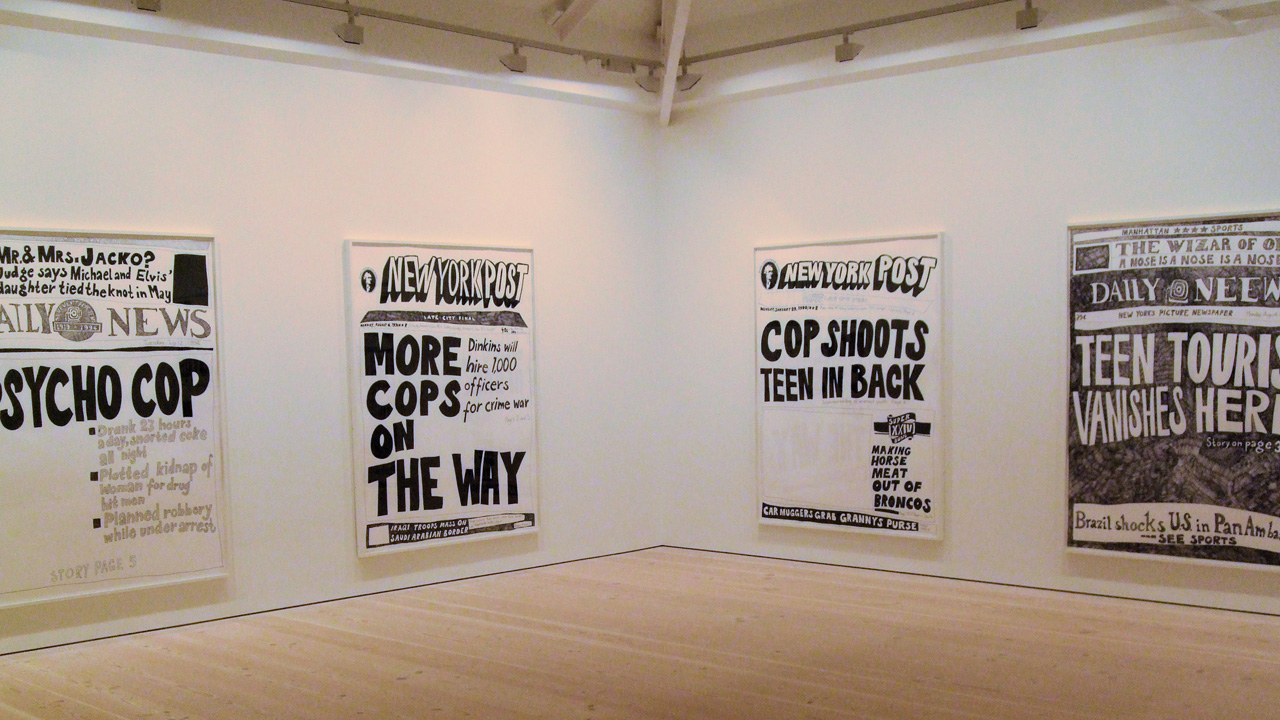 MR.& MRS. JACKO?
Judge says Michael and Elvis'
daughter tied the knot in May
AILY NEWS
PSYCHO COP
Drank 23 hours
a day, snorted coke
all night
Plotted kidnap of
woman for drug
hit men
Planned robbery
while under arrest
STORY PAGE 5
NEW YORK POST
LATE CITY FINAL
MORE
COPS
ON
THE WAY
Dinkins will
hire 1,000
officers
for crime war
IRAQI TROOPS MASS ON
SAUDI ARABIAN BORDER
NEW YORK POST
COP SHOOTS
TEEN IN BACK
SUPER
XXIV
MAKING
HORSE
MEAT
OUT OF
BRONCOS
CAR MUGGERS GRAB GRANNYS PURSE
MANHATTAN ★★★★ SPORTS
THE WIZAR OF O
A NOSE IS A NOSE IS A NOSE
DAILY NEEW
NEW YORK'S PICTURE NEWSPAPER
TEEN TOURIS
VANISHES HER
Story on page 3
Brazil shocks U.S. in Pan Am ba
SEE SPORTS